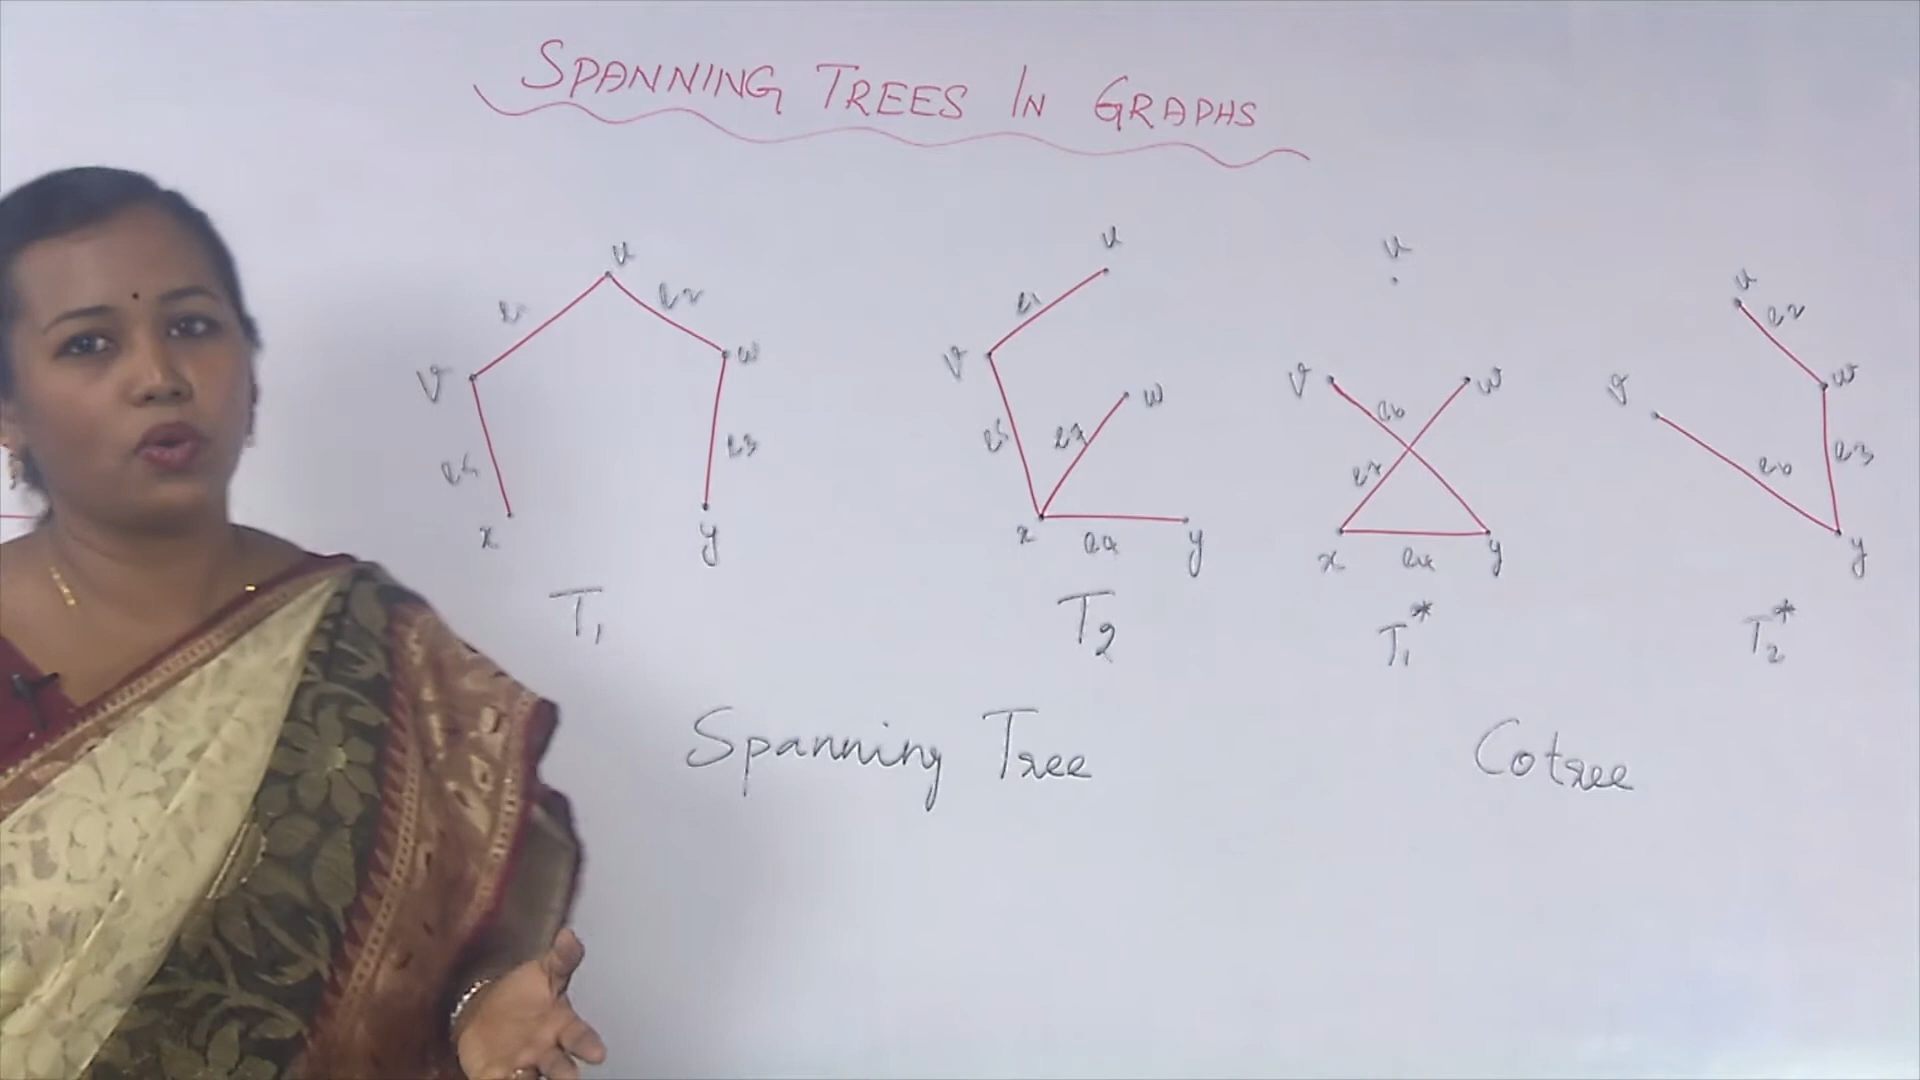 SPANNING TREES IN GRAPHS
u
e2
v
w
e5
e3
x
y
T1
u
e1
v
w
e5
e7
x
e4
y
T2
u
v
w
e6
e7
x
e4
y
T1*
u
e2
v
w
e6
e3
y
T2*
Spanning Tree
Cotree